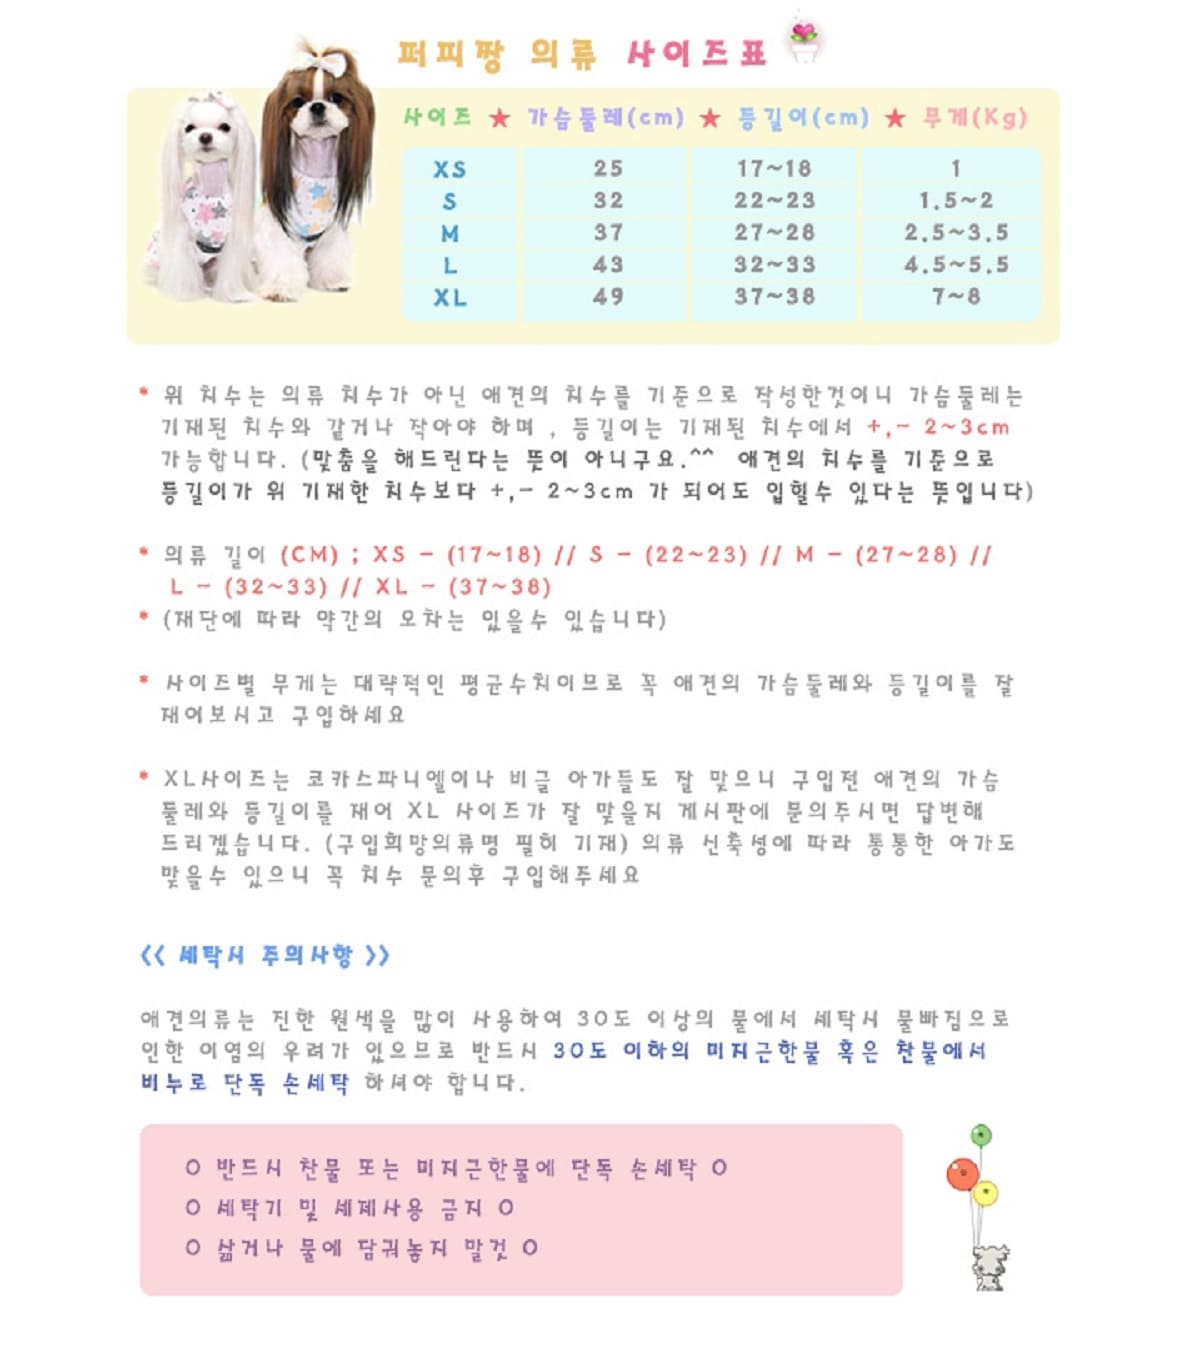 퍼피짱 의류 사이즈표
사이즈 ★ 가슴둘레(cm) ★ 등길이(cm) ★ 무게(Kg)
XS 25 17~18 1
S 32 22~23 1.5~2
M 37 27~28 2.5~3.5
L 43 32~33 4.5~5.5
XL 49 37~38 7~8
* 위 치수는 의류 치수가 아닌 애견의 치수를 기준으로 작성한것이니 가슴둘레는
기재된 치수와 같거나 작아야 하며 , 등길이는 기재된 치수에서 +,- 2~3cm
가능합니다. (맞춤을 해드린다는 뜻이 아니구요.^^ 애견의 치수를 기준으로
등길이가 위 기재한 치수보다 +,- 2~3cm 가 되어도 입힐수 있다는 뜻입니다)
* 의류 길이 (CM) ; XS - (17~18) // S - (22~23) // M - (27~28) //
L - (32~33) // XL - (37~38)
* (재단에 따라 약간의 오차는 있을수 있습니다)
* 사이즈별 무게는 대략적인 평균수치이므로 꼭 애견의 가슴둘레와 등길이를 잘
재어보시고 구입하세요
* XL사이즈는 코카스파니엘이나 비글 아가들도 잘 맞으니 구입전 애견의 가슴
둘레와 등길이를 재어 XL 사이즈가 잘 맞을지 게시판에 문의주시면 답변해
드리겠습니다. (구입희망의류명 필히 기재) 의류 신축성에 따라 통통한 아가도
맞을수 있으니 꼭 치수 문의후 구입해주세요
《 세탁시 주의사항 》
애견의류는 진한 원색을 많이 사용하여 30도 이상의 물에서 세탁시 물빠짐으로
인한 이염의 우려가 있으므로 반드시 30도 이하의 미지근한물 혹은 찬물에서
비누로 단독 손세탁 하셔야 합니다.
O 반드시 찬물 또는 미지근한물에 단독 손세탁 O
O 세탁기 및 세제사용 금지 O
O 삶거나 물에 담궈놓지 말것 O